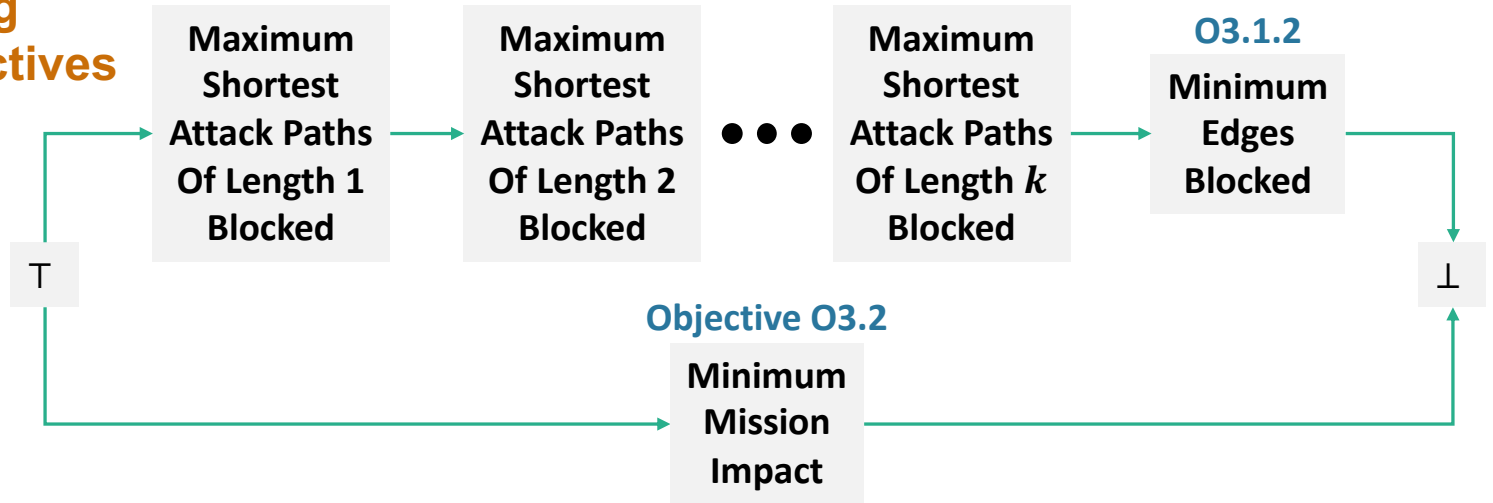 g
ctives
Maximum
Shortest
Attack Paths
Of Length 1
Blocked
Maximum
Shortest
Attack Paths
Of Length 2
Blocked
•••
Maximum
Shortest
Attack Paths
Of Length k
Blocked
O3.1.2
Minimum
Edges
Blocked
⊤
⊥
Objective O3.2
Minimum
Mission
Impact